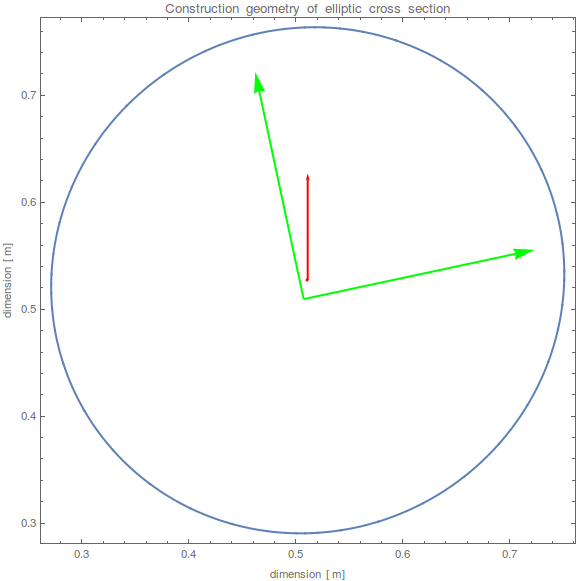 Construction geometry of elliptic cross section
0.7
0.6
dimension [ m]
0.5
0.4
0.3
0.3 0.4 0.5 0.6 0.7
dimension [ m]